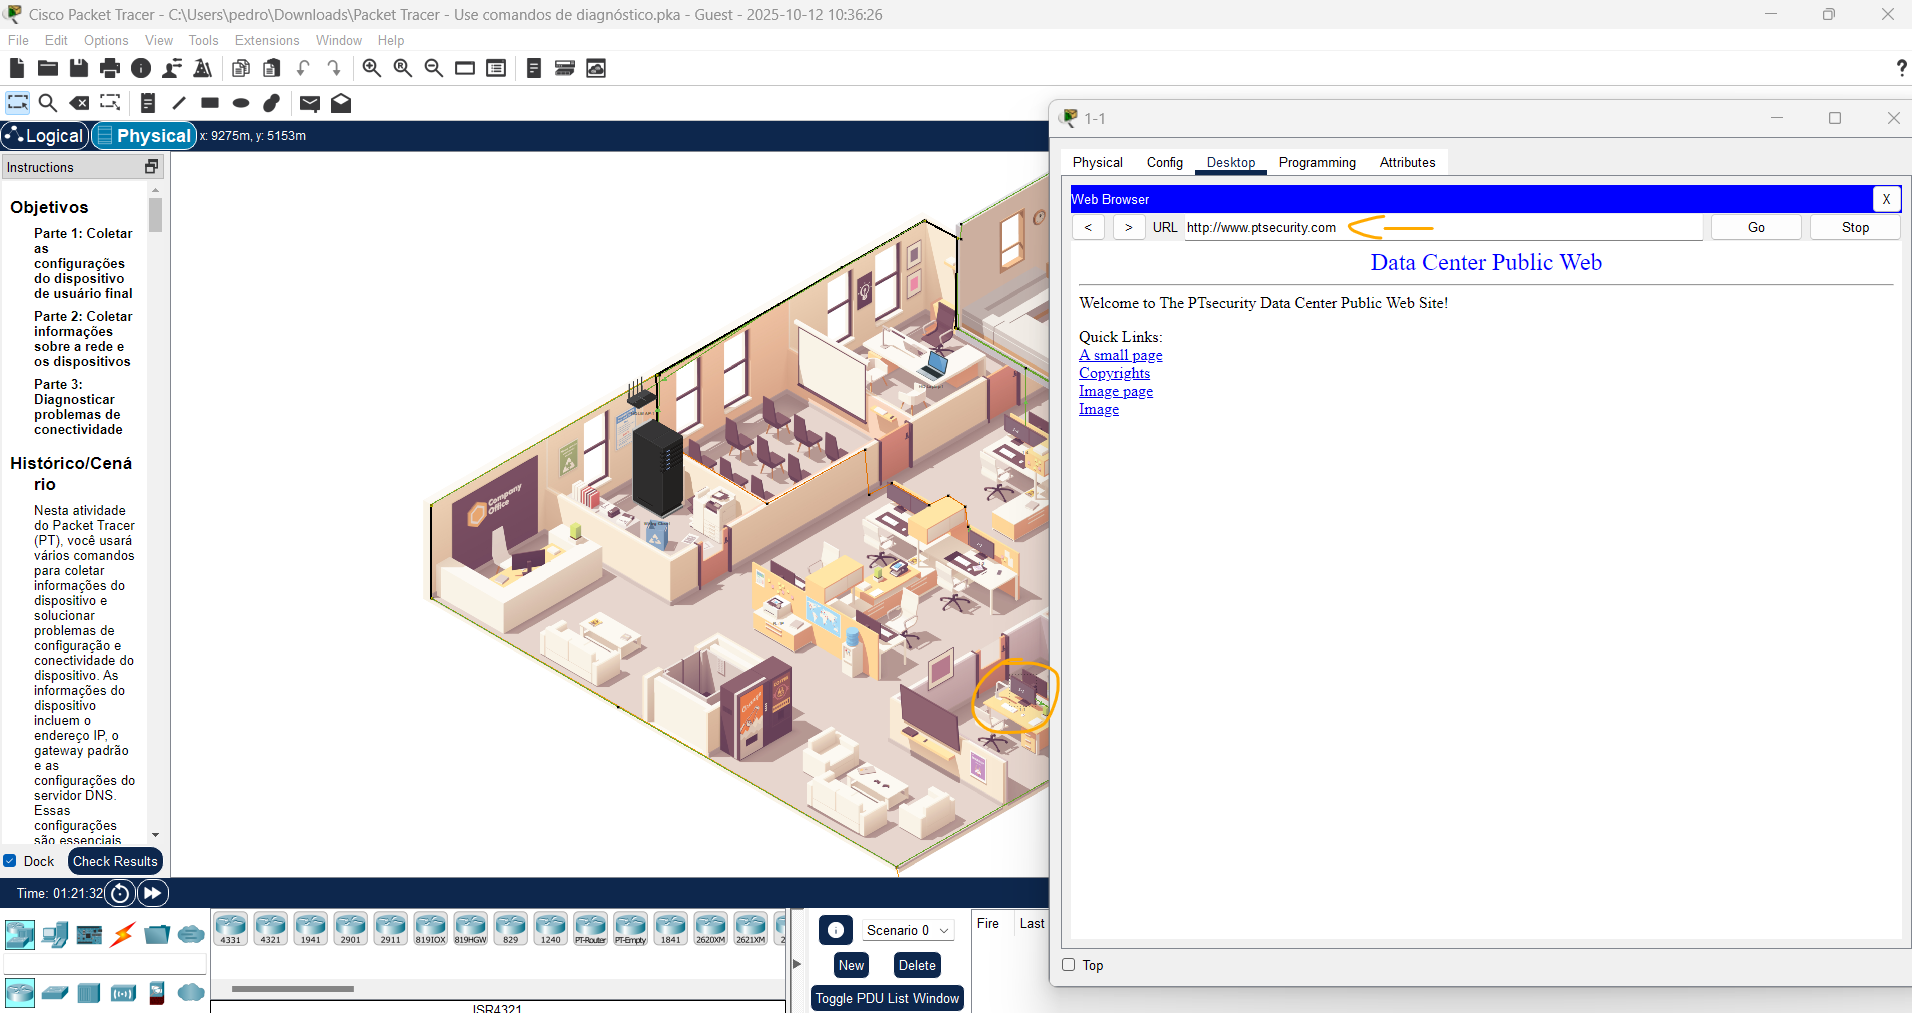 Cisco Packet Tracer - C:\Users\pedro\Downloads\Packet Tracer - Use comandos de diagnóstico.pka - Guest - 2025-10-12 10:36:26
File Edit Options View Tools Extensions Window Help
?
Logical Physical x: 9275m, y: 5153m
Instructions
Objetivos
Parte 1: Coletar
as
configurações
do dispositivo
de usuário final
Parte 2: Coletar
informações
sobre a rede e
os dispositivos
Parte 3:
Diagnosticar
problemas de
conectividade
Histórico/Cená
rio
Nesta atividade
do Packet Tracer
(PT), você usará
vários comandos
para coletar
informações do
dispositivo e
solucionar
problemas de
configuração e
conectividade do
dispositivo. As
informações do
dispositivo
incluem o
endereço IP, o
gateway padrão
e as
configurações do
servidor DNS.
Essas
configurações
são essenciais
Dock Check Results
Time: 01:21:32
Company
Office
1-1
Physical Config Desktop Programming Attributes
Web Browser X
< > URL http://www.ptsecurity.com Go Stop
Data Center Public Web
Welcome to The PTsecurity Data Center Public Web Site!
Quick Links:
A small page
Copyrights
Image page
Image
Top
4331 4321 1941 2901 2911 819IOX 819HGW 829 1240 PT-Router PT-Empty 1841 2620XM 2621XM 2
ISR4321
Scenario 0
New Delete
Toggle PDU List Window
Fire Last